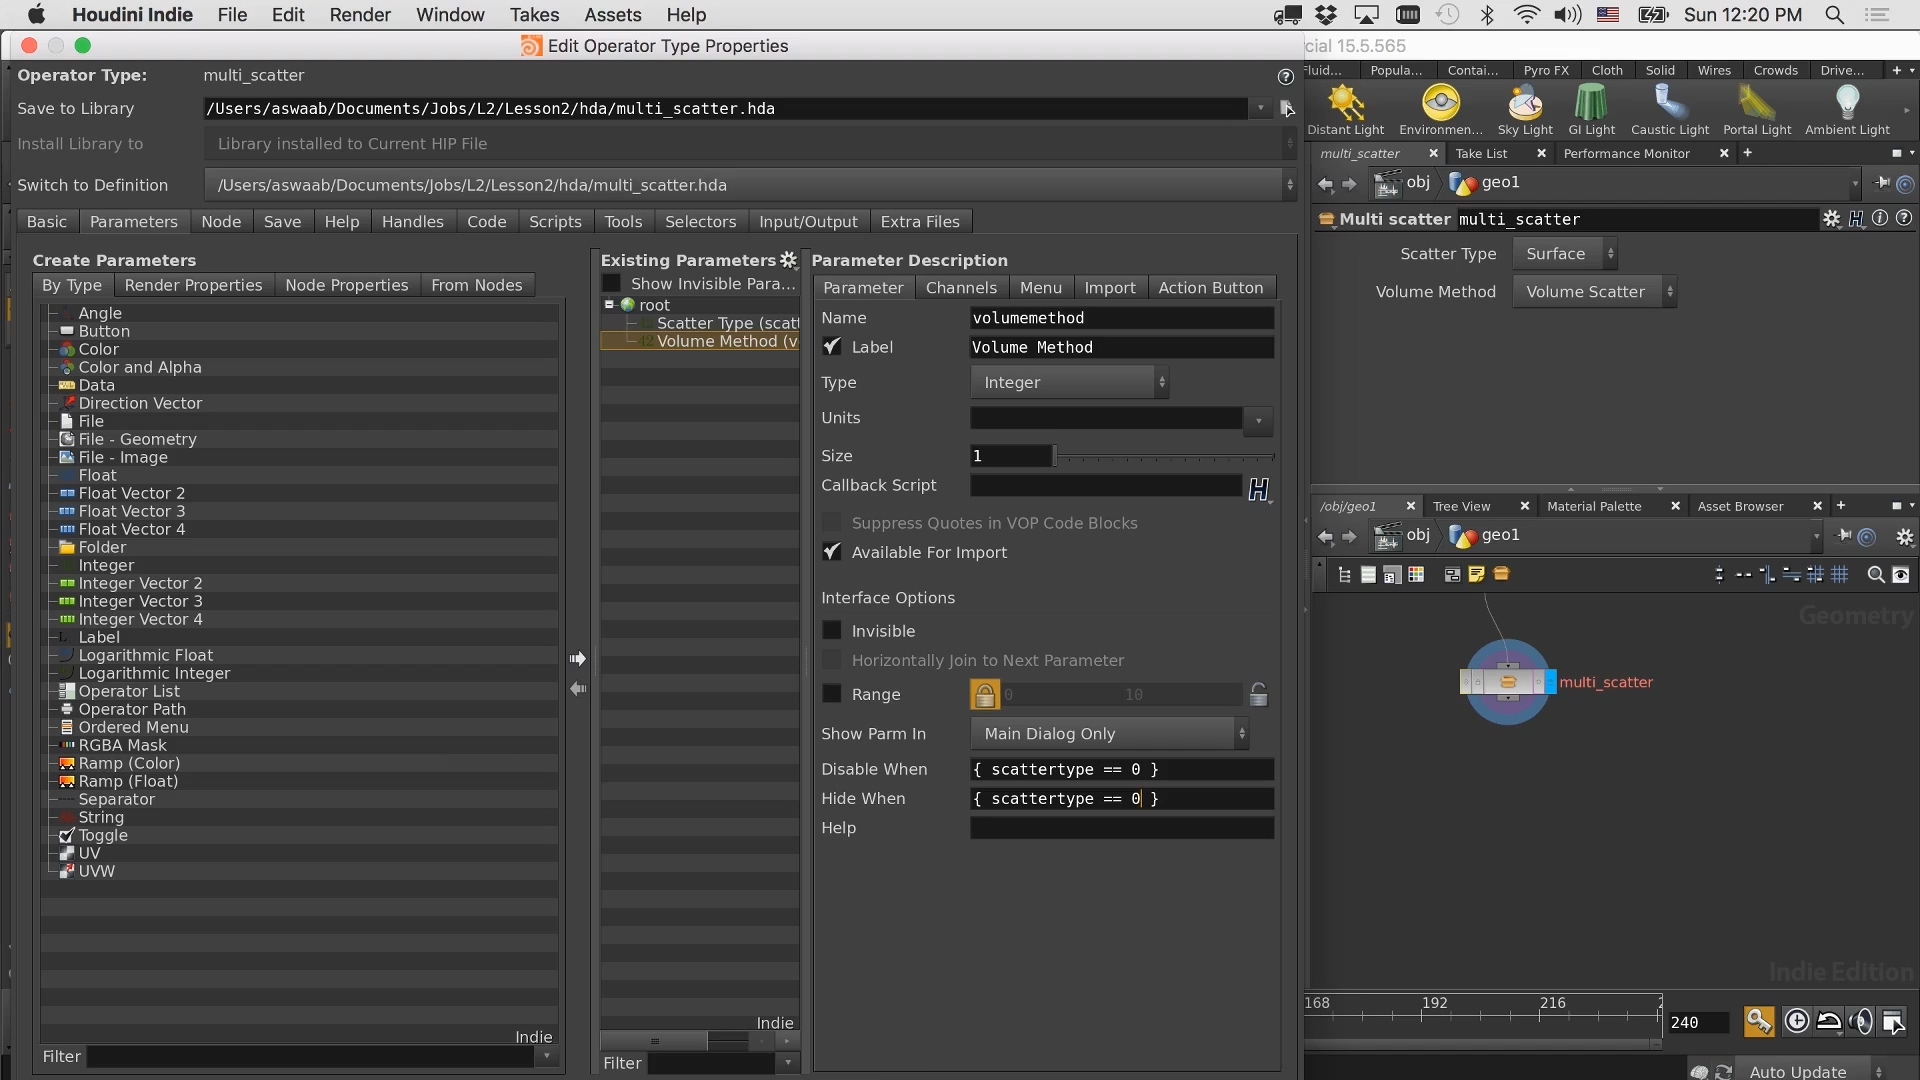 Houdini Indie File Edit Render Window Takes Assets Help Sun 12:20 PM
Edit Operator Type Properties
cial 15.5.565
Operator Type: multi_scatter
Save to Library /Users/aswaab/Documents/Jobs/L2/Lesson2/hda/multi_scatter.hda
Install Library to Library installed to Current HIP File
Switch to Definition /Users/aswaab/Documents/Jobs/L2/Lesson2/hda/multi_scatter.hda
Basic Parameters Node Save Help Handles Code Scripts Tools Selectors Input/Output Extra Files
Create Parameters
By Type Render Properties Node Properties From Nodes
Angle
Button
Color
Color and Alpha
Data
Direction Vector
File
File - Geometry
File - Image
Float
Float Vector 2
Float Vector 3
Float Vector 4
Folder
Integer
Integer Vector 2
Integer Vector 3
Integer Vector 4
Label
Logarithmic Float
Logarithmic Integer
Operator List
Operator Path
Ordered Menu
RGBA Mask
Ramp (Color)
Ramp (Float)
Separator
String
Toggle
UV
UVW
Indie
Filter
Existing Parameters
Show Invisible Para...
root
Scatter Type (scatt
Volume Method (v
Indie
Filter
Parameter Description
Parameter Channels Menu Import Action Button
Name volumemethod
Label Volume Method
Type Integer
Units
Size 1
Callback Script
Suppress Quotes in VOP Code Blocks
Available For Import
Interface Options
Invisible
Horizontally Join to Next Parameter
Range 0 10
Show Parm In Main Dialog Only
Disable When { scattertype == 0 }
Hide When { scattertype == 0 }
Help
Fluid... Popula... Contai... Pyro FX Cloth Solid Wires Crowds Drive...
Distant Light Environmen... Sky Light GI Light Caustic Light Portal Light Ambient Light
multi_scatter Take List Performance Monitor
obj geo1
Multi scatter multi_scatter
Scatter Type Surface
Volume Method Volume Scatter
/obj/geo1 Tree View Material Palette Asset Browser
obj geo1
Geometry
multi_scatter
Indie Edition
168 192 216
240
Auto Update